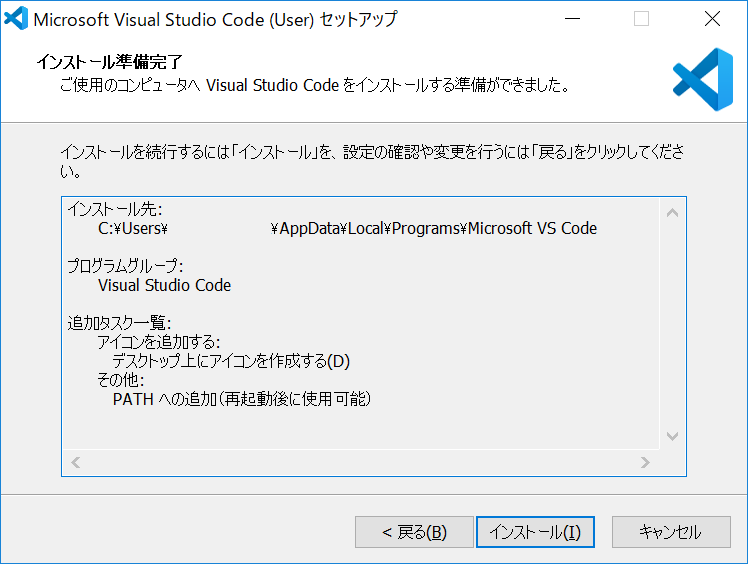 Microsoft Visual Studio Code (User) セットアップ
インストール準備完了
ご使用のコンピュータへ Visual Studio Code をインストールする準備ができました。
インストールを続行するには「インストール」を、設定の確認や変更を行うには「戻る」をクリックしてくださ
い。
インストール先:
C:¥Users¥ ¥AppData¥Local¥Programs¥Microsoft VS Code
プログラムグループ:
Visual Studio Code
追加タスク一覧:
アイコンを追加する:
デスクトップ上にアイコンを作成する(D)
その他:
PATH への追加（再起動後に使用可能）
< 戻る(B)
インストール(I)
キャンセル